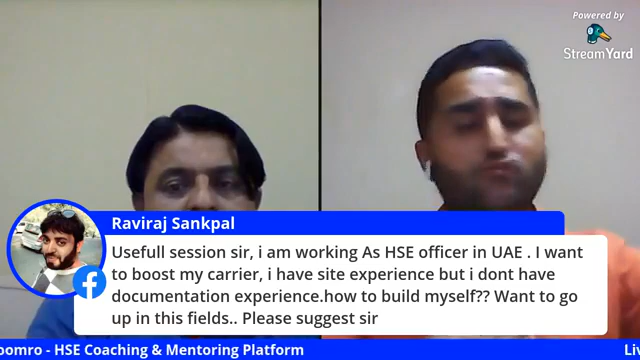 Powered by
StreamYard
Raviraj Sankpal
Usefull session sir, i am working As HSE officer in UAE . I want
to boost my carrier, i have site experience but i dont have
documentation experience.how to build myself?? Want to go
up in this fields.. Please suggest sir
- HSE Coaching & Mentoring Platform